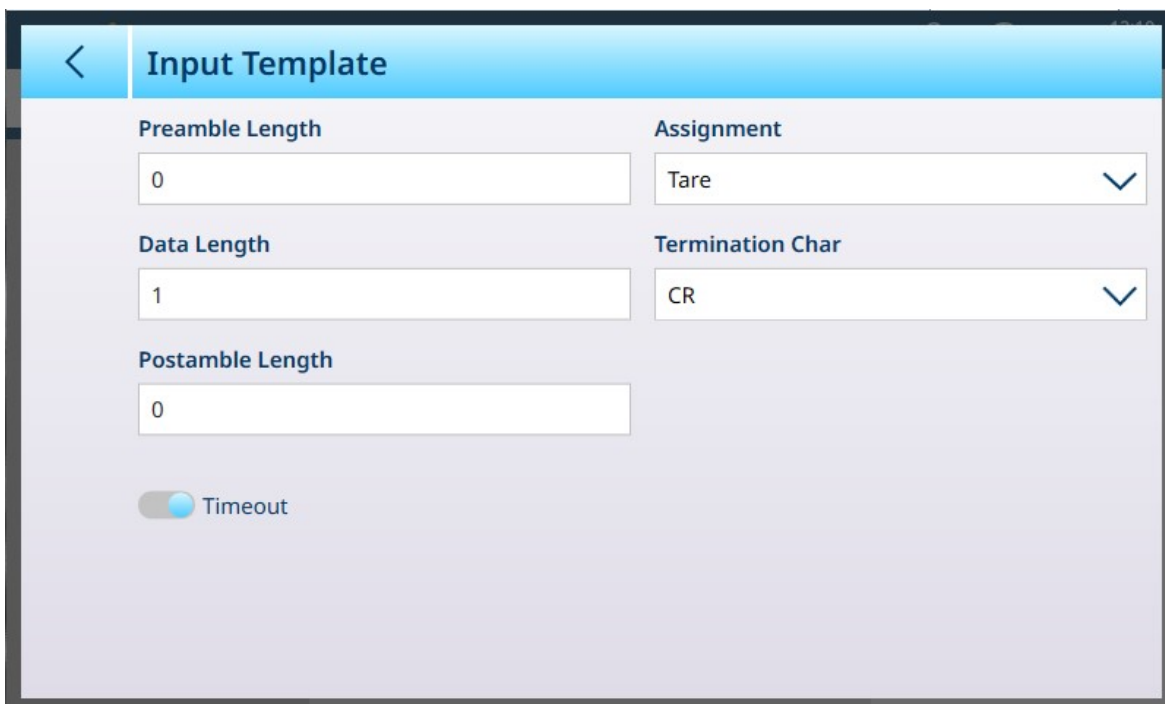 Input Template
Preamble Length
0
Assignment
Tare
Data Length
1
Termination Char
CR
Postamble Length
0
Timeout